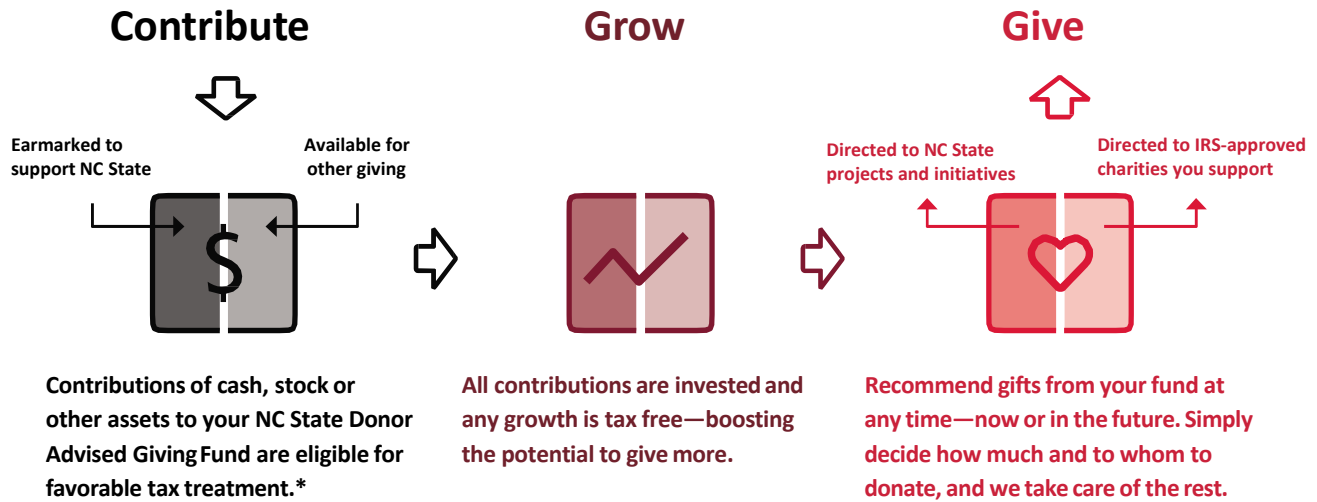 Contribute
Earmarked to
support NC State
Available for
other giving
$
Contributions of cash, stock or
other assets to your NC State Donor
Advised Giving Fund are eligible for
favorable tax treatment.*
Grow
All contributions are invested and
any growth is tax free—boosting
the potential to give more.
Give
Directed to NC State
projects and initiatives
Directed to IRS-approved
charities you support
Recommend gifts from your fund at
any time—now or in the future. Simply
decide how much and to whom to
donate, and we take care of the rest.